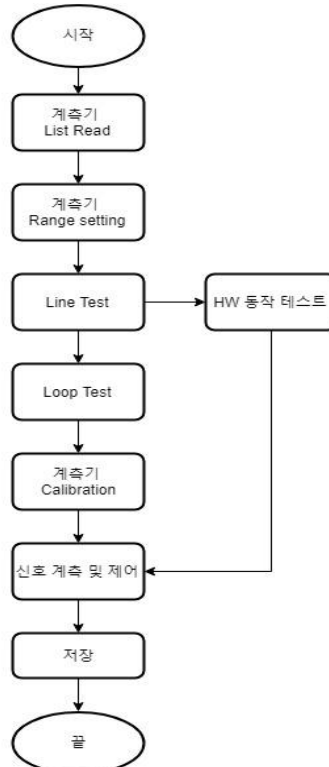 시작
계측기
List Read
계측기
Range setting
Line Test
HW 동작 테스트
Loop Test
계측기
Calibration
신호 계측 및 제어
저장
끝